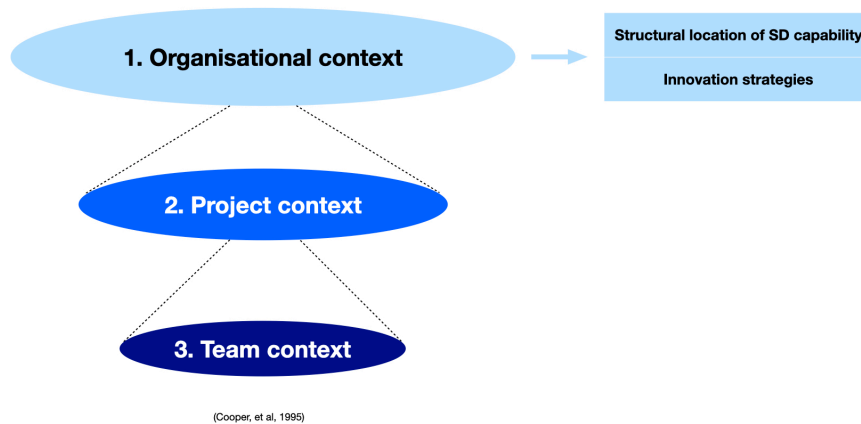 1. Organisational context
Structural location of SD capability
Innovation strategies
2. Project context
3. Team context
(Cooper, et al, 1995)